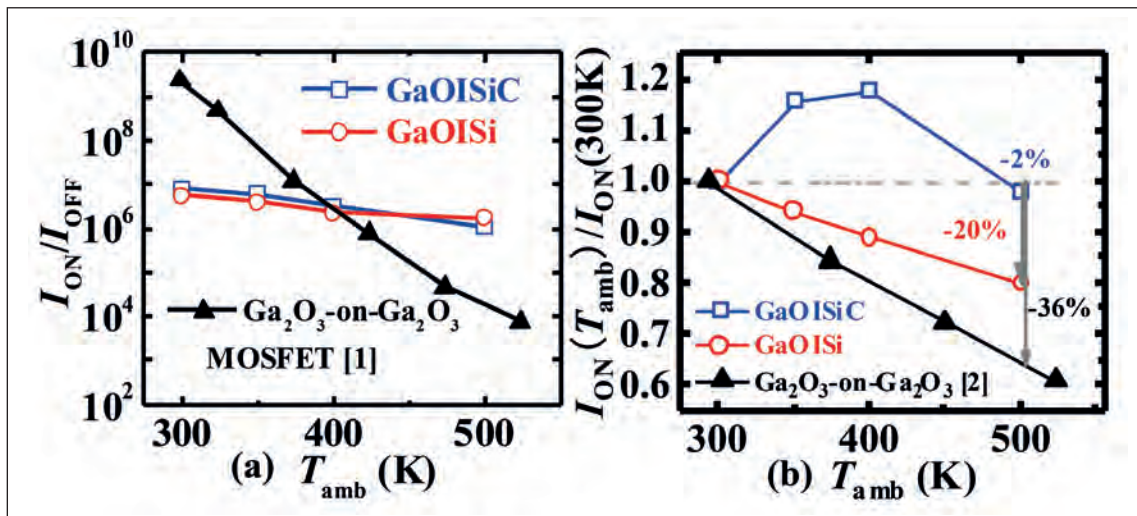 10^10
10^8
10^6
10^4
10^2
I_ON/I_OFF
GaOISiC
GaOISi
Ga₂O₃-on-Ga₂O₃
MOSFET [1]
300 400 500
(a) T_amb (K)
1.2
1.1
1.0
0.9
0.8
0.7
0.6
I_ON (T_amb)/I_ON (300K)
-2%
-20%
-36%
GaOISiC
GaOISi
Ga₂O₃-on-Ga₂O₃ [2]
300 400 500
(b) T_amb (K)